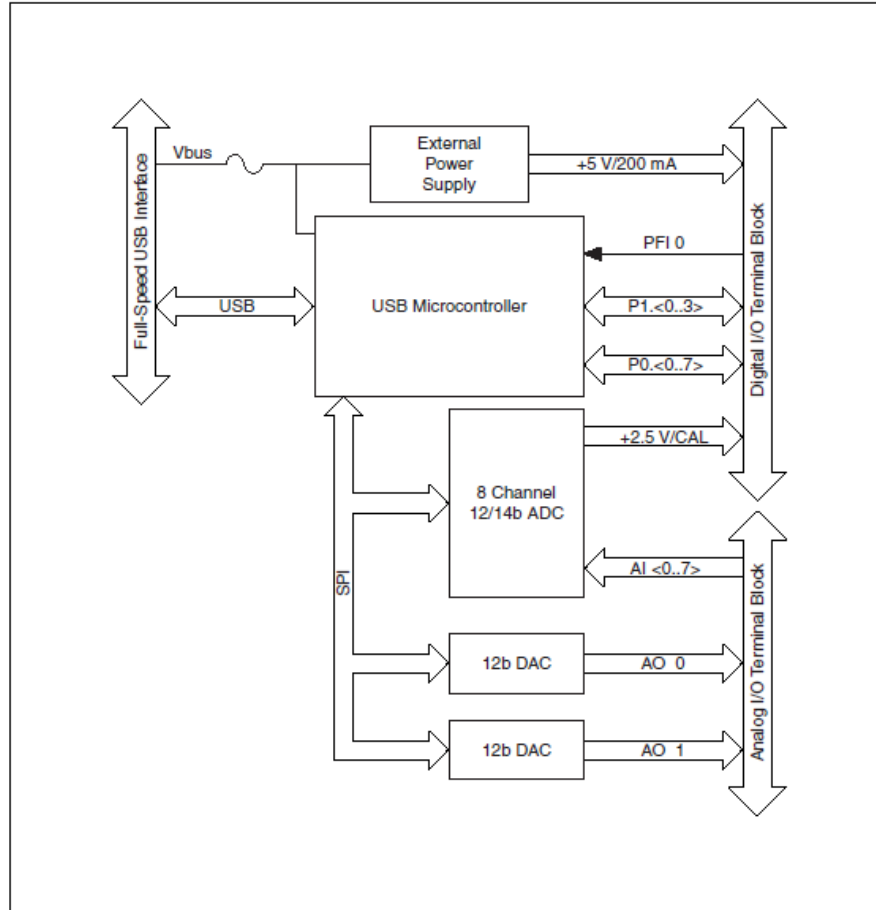 Full-Speed USB Interface
Vbus
External
Power
Supply
+5 V/200 mA
Digital I/O Terminal Block
USB
USB Microcontroller
PFI 0
P1.<0..3>
P0.<0..7>
SPI
8 Channel
12/14b ADC
+2.5 V/CAL
AI <0..7>
Analog I/O Terminal Block
12b DAC
AO 0
12b DAC
AO 1